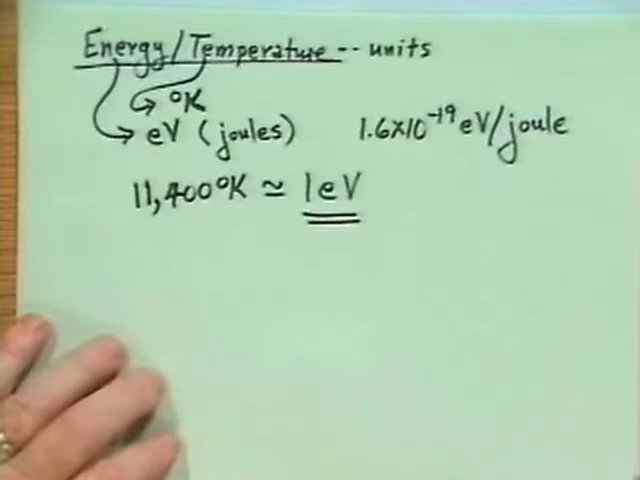 Energy/Temperature -- units
°K
eV (joules) 1.6×10⁻¹⁹ eV/joule
11,400°K ≃ 1eV